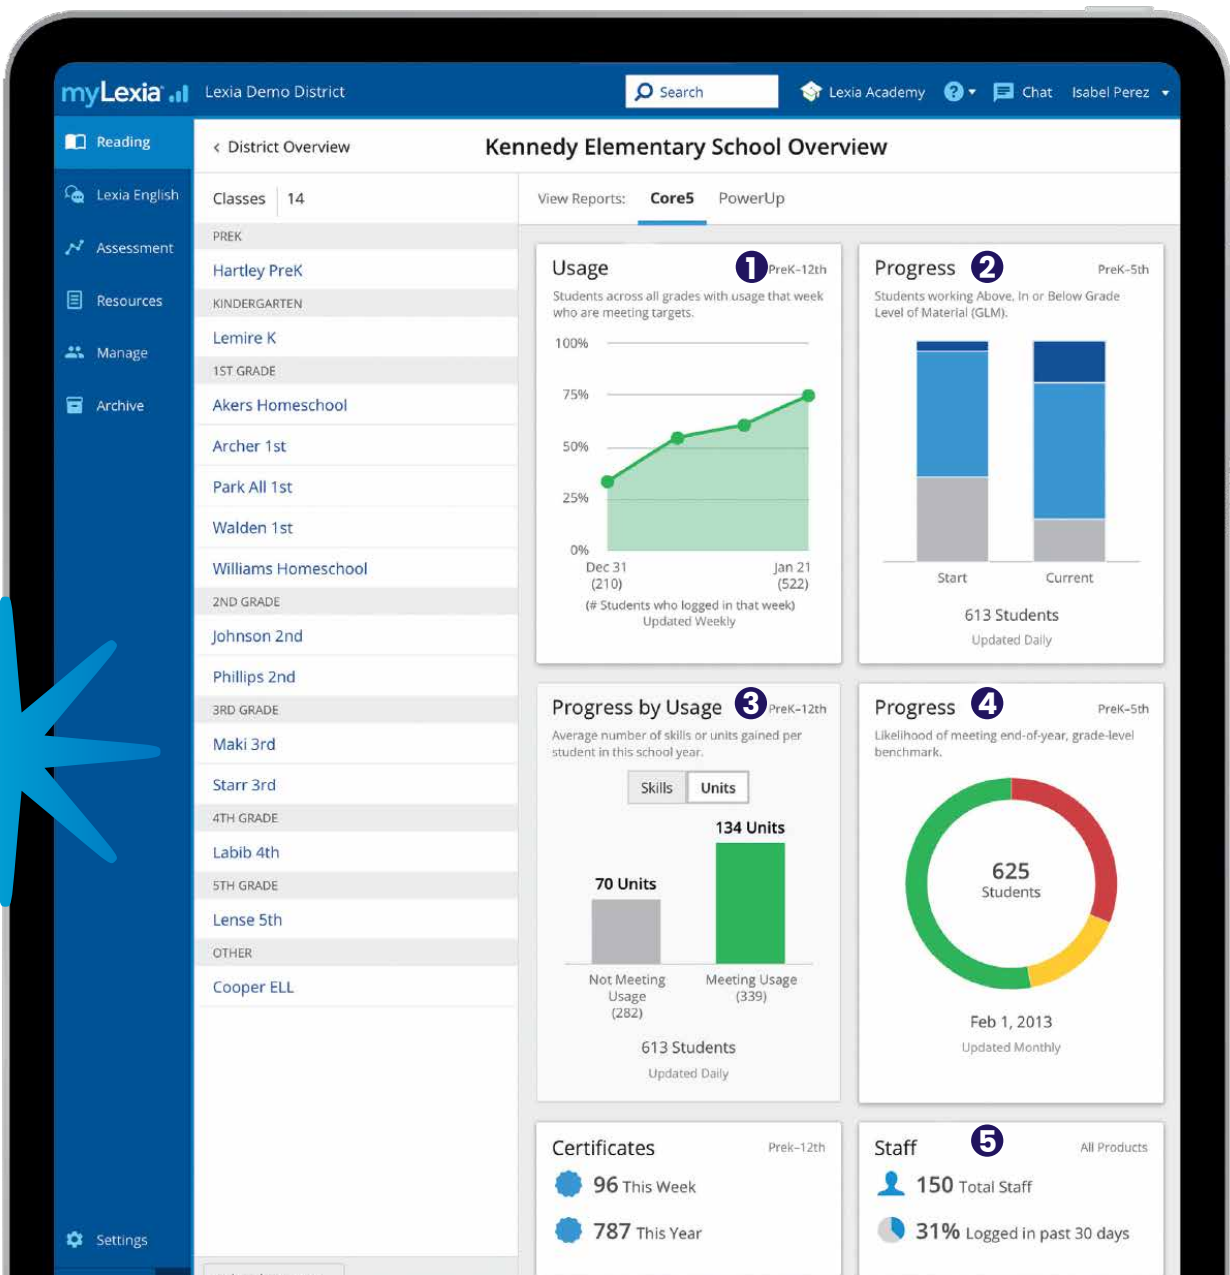 myLexia
Lexia Demo District
Search
Lexia Academy
?
Chat
Isabel Perez
Reading
Lexia English
Assessment
Resources
Manage
Archive
Settings
< District Overview
Kennedy Elementary School Overview
Classes 14
PREK
Hartley PreK
KINDERGARTEN
Lemire K
1ST GRADE
Akers Homeschool
Archer 1st
Park All 1st
Walden 1st
Williams Homeschool
2ND GRADE
Johnson 2nd
Phillips 2nd
3RD GRADE
Maki 3rd
Starr 3rd
4TH GRADE
Labib 4th
5TH GRADE
Lense 5th
OTHER
Cooper ELL
View Reports: Core5 PowerUp
Usage 1 PreK–12th
Students across all grades with usage that week
who are meeting targets.
100%
75%
50%
25%
0%
Dec 31 Jan 21
(210) (522)
(# Students who logged in that week)
Updated Weekly
Progress 2 PreK–5th
Students working Above, In or Below Grade
Level of Material (GLM).
Start Current
613 Students
Updated Daily
Progress by Usage 3 PreK–12th
Average number of skills or units gained per
student in this school year.
Skills Units
134 Units
70 Units
Not Meeting Meeting Usage
Usage (339)
(282)
613 Students
Updated Daily
Progress 4 PreK–5th
Likelihood of meeting end-of-year, grade-level
benchmark.
625
Students
Feb 1, 2013
Updated Monthly
Certificates Prek–12th
96 This Week
787 This Year
Staff 5 All Products
150 Total Staff
31% Logged in past 30 days